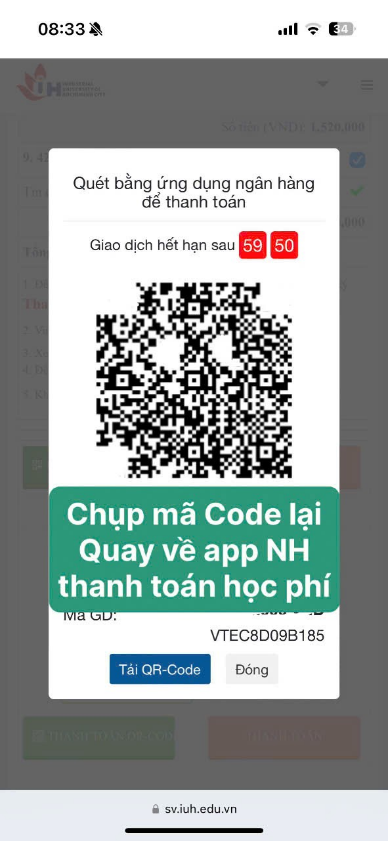 08:33
34
Số tiền (VND): 1,320,000
Quét bằng ứng dụng ngân hàng
để thanh toán
Giao dịch hết hạn sau 59 50
Chụp mã Code lại
Quay về app NH
thanh toán học phí
Mã GD:
VTEC8D09B185
Tải QR-Code
Đóng
sv.iuh.edu.vn